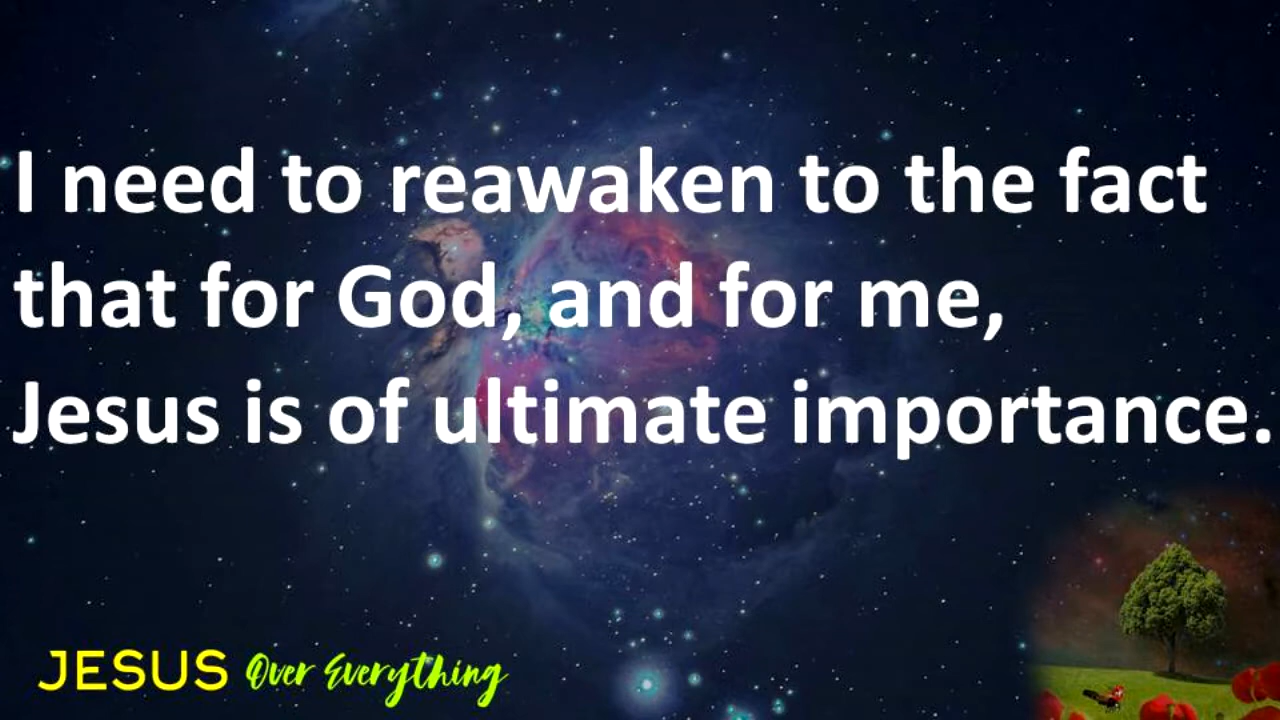 I need to reawaken to the fact
that for God, and for me,
Jesus is of ultimate importance.
JESUS Over Everything